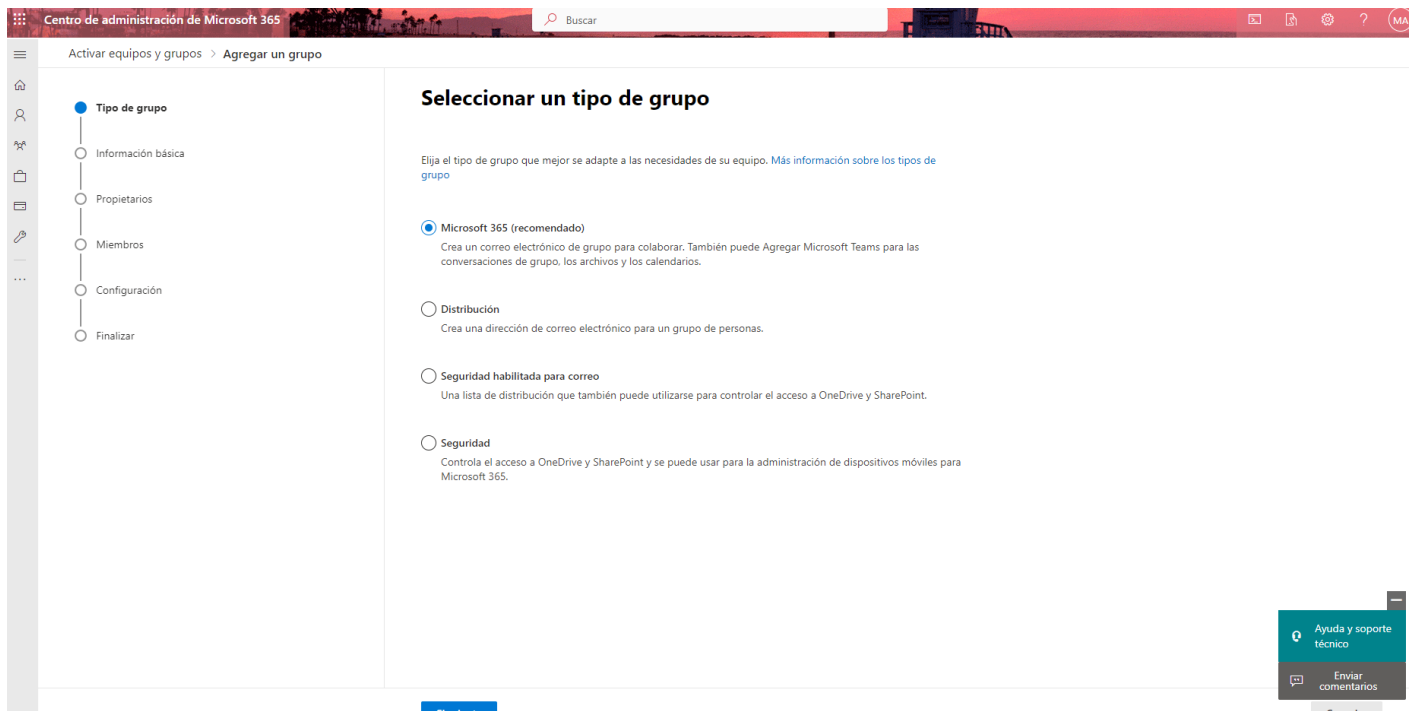 Centro de administración de Microsoft 365
Buscar
MA
Activar equipos y grupos > Agregar un grupo
Tipo de grupo
Información básica
Propietarios
Miembros
Configuración
Finalizar
Seleccionar un tipo de grupo
Elija el tipo de grupo que mejor se adapte a las necesidades de su equipo. Más información sobre los tipos de
grupo
Microsoft 365 (recomendado)
Crea un correo electrónico de grupo para colaborar. También puede Agregar Microsoft Teams para las
conversaciones de grupo, los archivos y los calendarios.
Distribución
Crea una dirección de correo electrónico para un grupo de personas.
Seguridad habilitada para correo
Una lista de distribución que también puede utilizarse para controlar el acceso a OneDrive y SharePoint.
Seguridad
Controla el acceso a OneDrive y SharePoint y se puede usar para la administración de dispositivos móviles para
Microsoft 365.
Ayuda y soporte
técnico
Enviar
comentarios